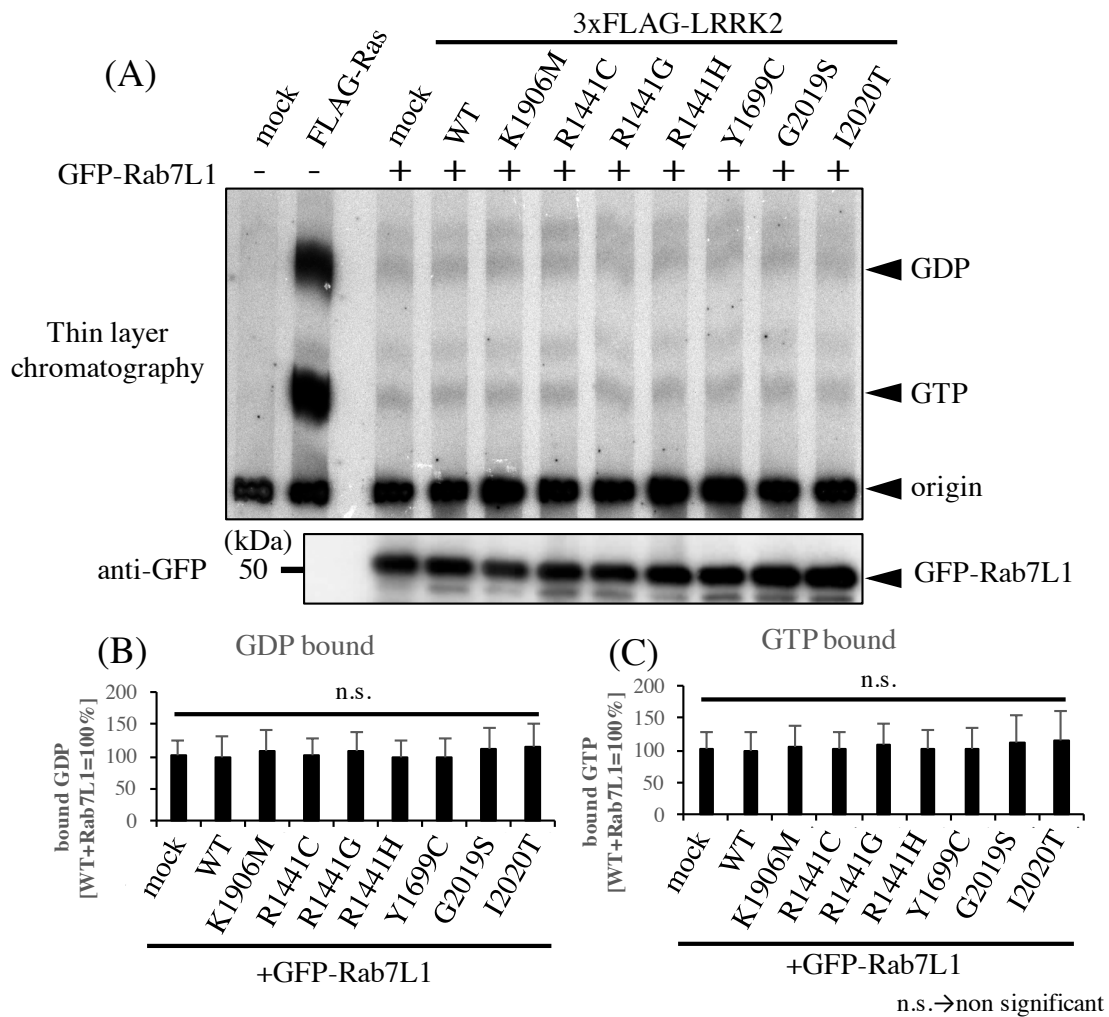 3xFLAG-LRRK2
(A)
mock
FLAG-Ras
mock
WT
K1906M
R1441C
R1441G
R1441H
Y1699C
G2019S
I2020T
GFP-Rab7L1
- - + + + + + + + + +
Thin layer
chromatography
GDP
GTP
origin
(kDa)
anti-GFP 50
GFP-Rab7L1
(B)
GDP bound
n.s.
bound GDP
[WT+Rab7L1=100%]
200
150
100
50
0
mock
WT
K1906M
R1441C
R1441G
R1441H
Y1699C
G2019S
I2020T
+GFP-Rab7L1
(C)
GTP bound
n.s.
bound GTP
[WT+Rab7L1=100%]
200
150
100
50
0
mock
WT
K1906M
R1441C
R1441G
R1441H
Y1699C
G2019S
I2020T
+GFP-Rab7L1
n.s.→non significant